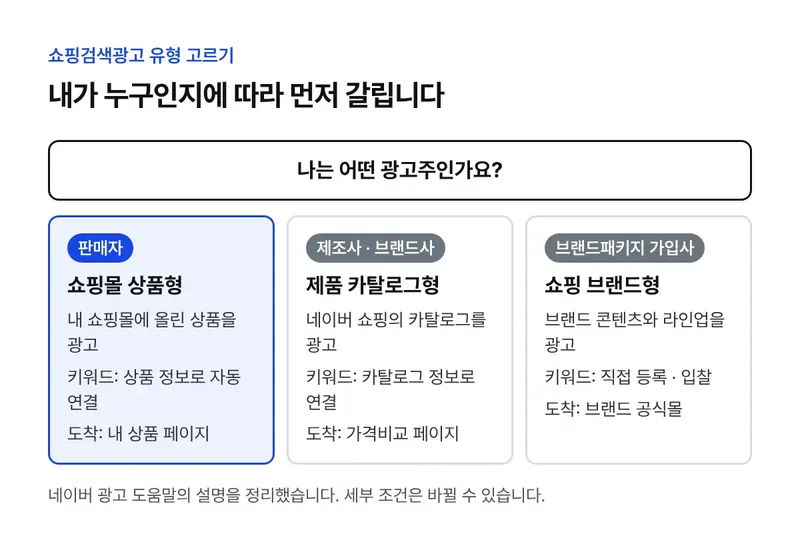 쇼핑검색광고 유형 고르기
내가 누구인지에 따라 먼저 갈립니다
나는 어떤 광고주인가요?
판매자
쇼핑몰 상품형
내 쇼핑몰에 올린 상품을
광고
키워드: 상품 정보로 자동
연결
도착: 내 상품 페이지
제조사 · 브랜드사
제품 카탈로그형
네이버 쇼핑의 카탈로그를
광고
키워드: 카탈로그 정보로
연결
도착: 가격비교 페이지
브랜드패키지 가입사
쇼핑 브랜드형
브랜드 콘텐츠와 라인업을
광고
키워드: 직접 등록 · 입찰
도착: 브랜드 공식몰
네이버 광고 도움말의 설명을 정리했습니다. 세부 조건은 바뀔 수 있습니다.